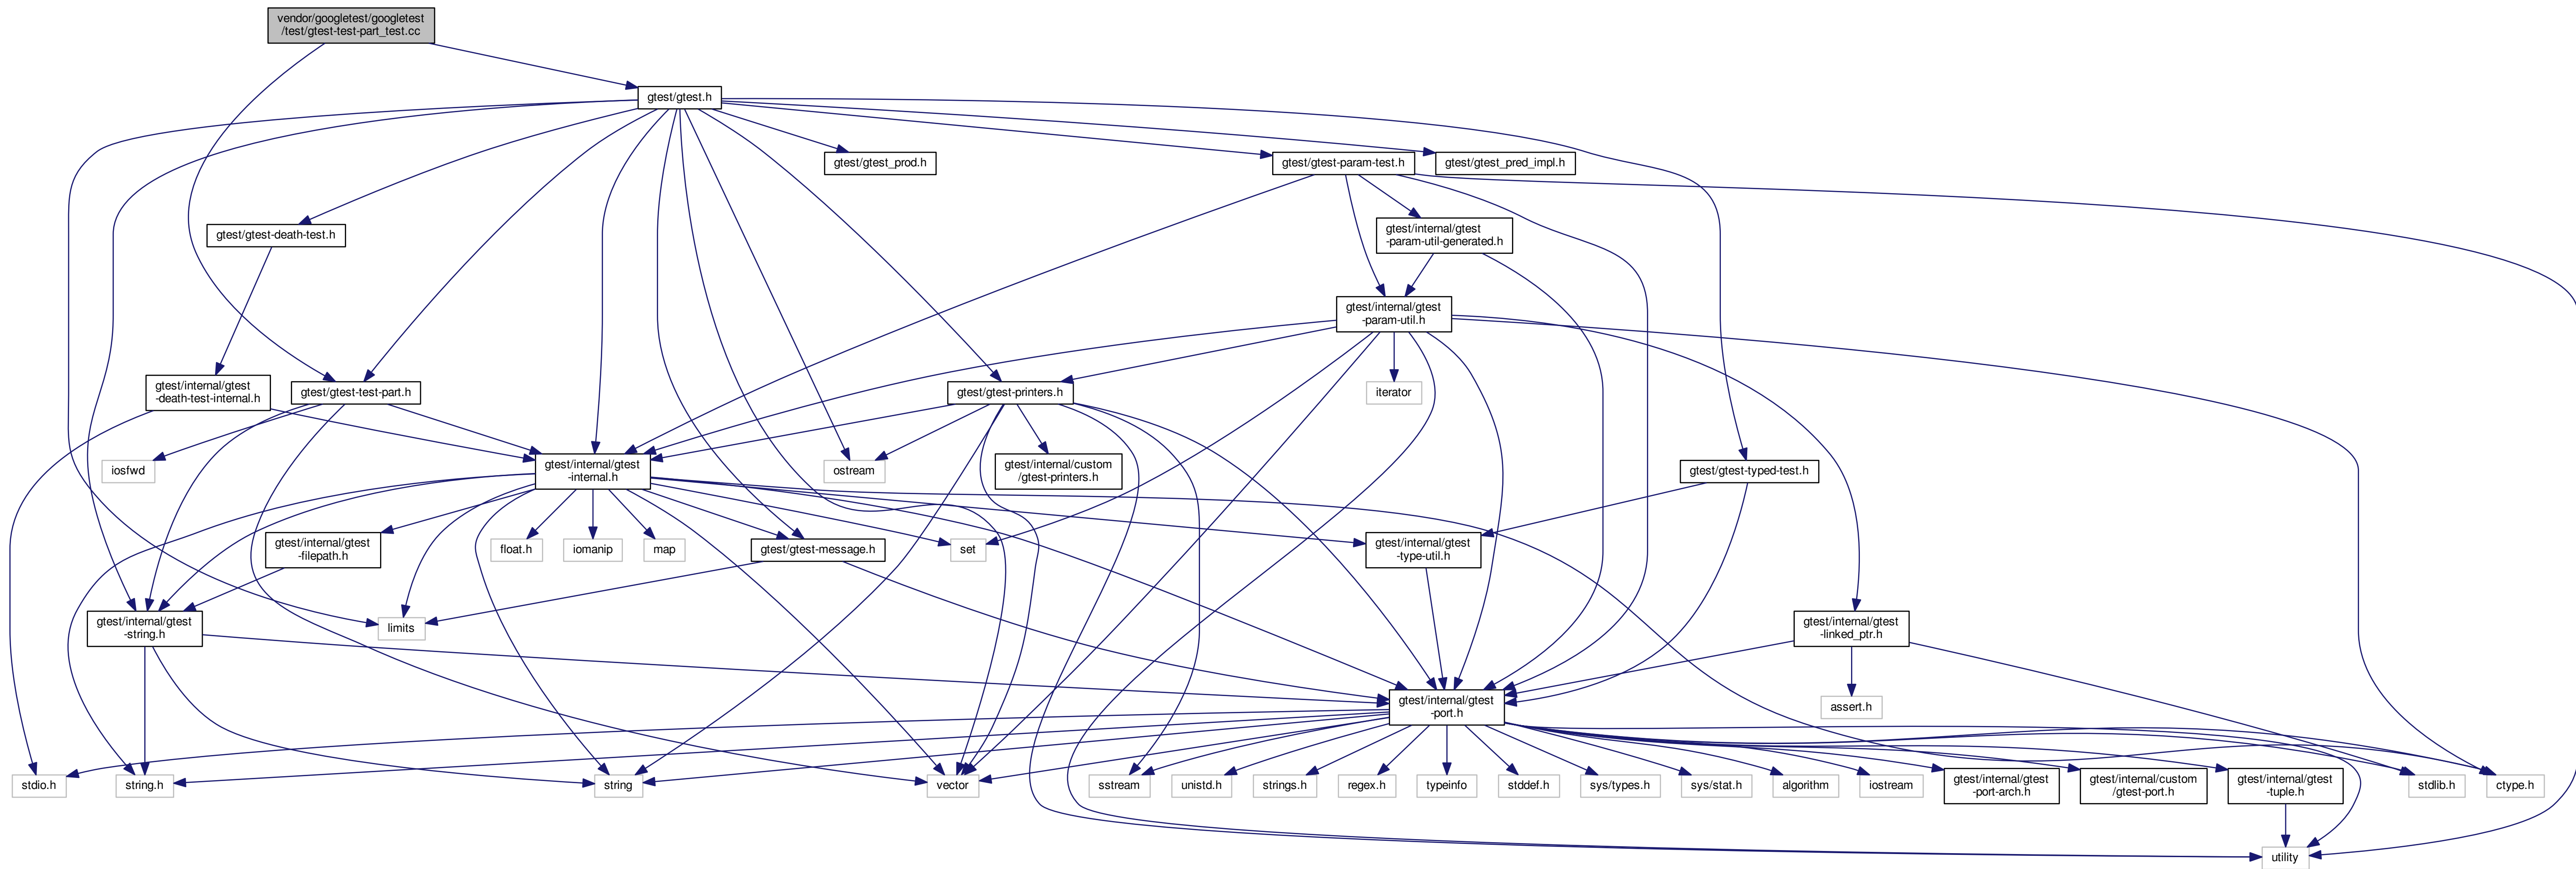 vendor/googletest/googletest
/test/gtest-test-part_test.cc
gtest/gtest.h
gtest/gtest_prod.h
gtest/gtest-param-test.h
gtest/gtest_pred_impl.h
gtest/gtest-death-test.h
gtest/internal/gtest
-param-util-generated.h
gtest/internal/gtest
-param-util.h
gtest/internal/gtest
-death-test-internal.h
gtest/gtest-test-part.h
gtest/gtest-printers.h
iterator
iosfwd
gtest/internal/gtest
-internal.h
ostream
gtest/internal/custom
/gtest-printers.h
gtest/gtest-typed-test.h
gtest/internal/gtest
-filepath.h
float.h
iomanip
map
gtest/gtest-message.h
set
gtest/internal/gtest
-type-util.h
gtest/internal/gtest
-string.h
limits
gtest/internal/gtest
-linked_ptr.h
gtest/internal/gtest
-port.h
assert.h
stdio.h
string.h
string
vector
sstream
unistd.h
strings.h
regex.h
typeinfo
stddef.h
sys/types.h
sys/stat.h
algorithm
iostream
gtest/internal/gtest
-port-arch.h
gtest/internal/custom
/gtest-port.h
gtest/internal/gtest
-tuple.h
stdlib.h
ctype.h
utility